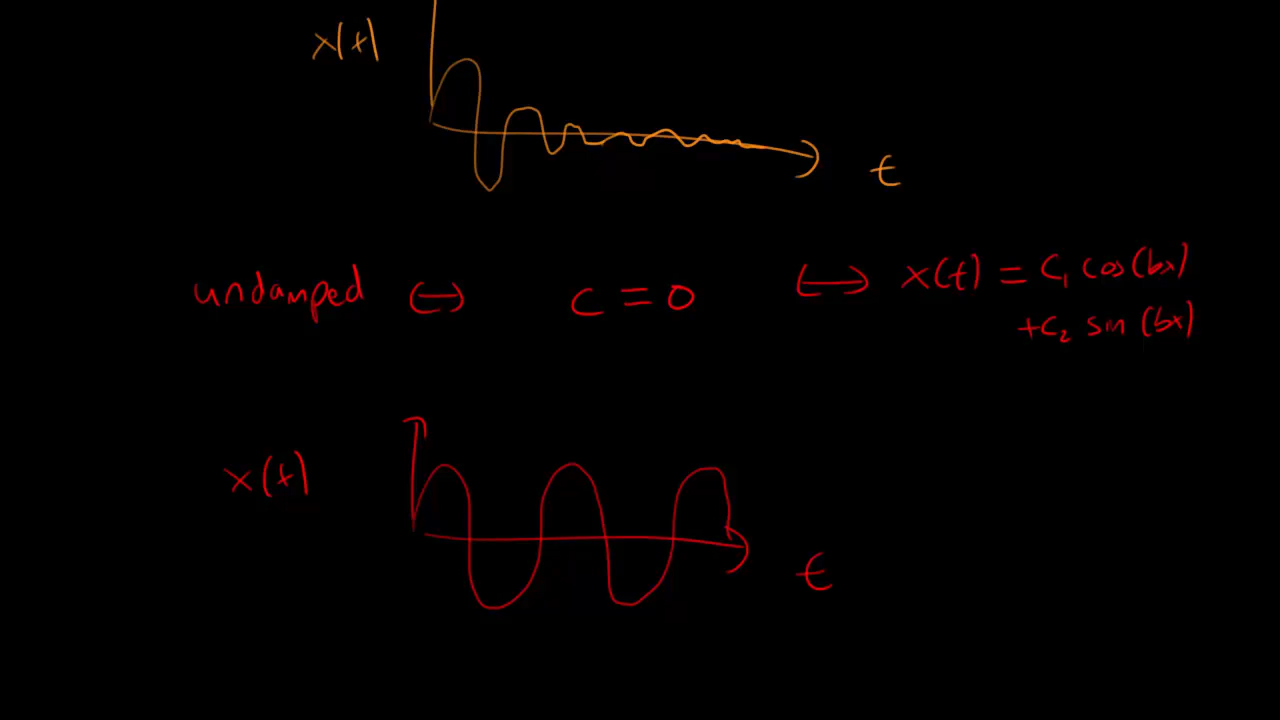 x(t)
t
undamped ↔ c = 0 ↔ x(t) = c₁ cos(bx)
+c₂ sin(bx)
x(t)
t